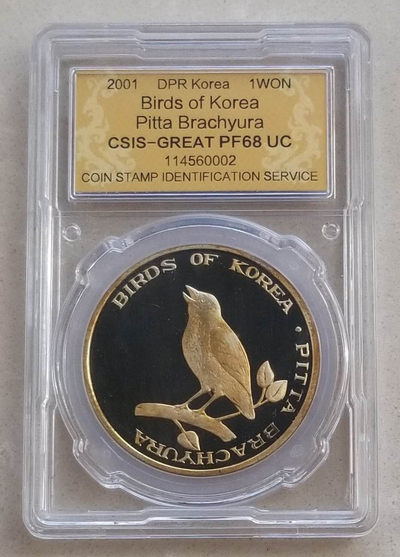 2001 DPR Korea 1WON
Birds of Korea
Pitta Brachyura
CSIS-GREAT PF68 UC
114560002
COIN STAMP IDENTIFICATION SERVICE
BIRDS OF KOREA • PITTA BRACHYURA